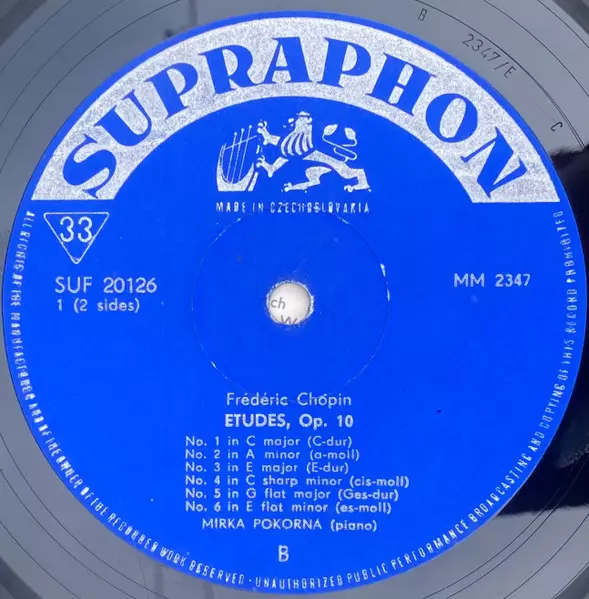 B 2347/E C
SUPRAPHON
MADE IN CZECHOSLOVAKIA
33
SUF 20126
1 (2 sides)
MM 2347
ch
Frédéric Chopin
ETUDES, Op. 10
No. 1 in C major (C-dur)
No. 2 in A minor (a-moll)
No. 3 in E major (E-dur)
No. 4 in C sharp minor (cis-moll)
No. 5 in G flat major (Ges-dur)
No. 6 in E flat minor (es-moll)
MIRKA POKORNÁ (piano)
B
ALL RIGHTS OF THE MANUFACTURER AND OF THE OWNER OF THE RECORDED WORK RESERVED - UNAUTHORIZED PUBLIC PERFORMANCE BROADCASTING AND COPYING OF THIS RECORD PROHIBITED